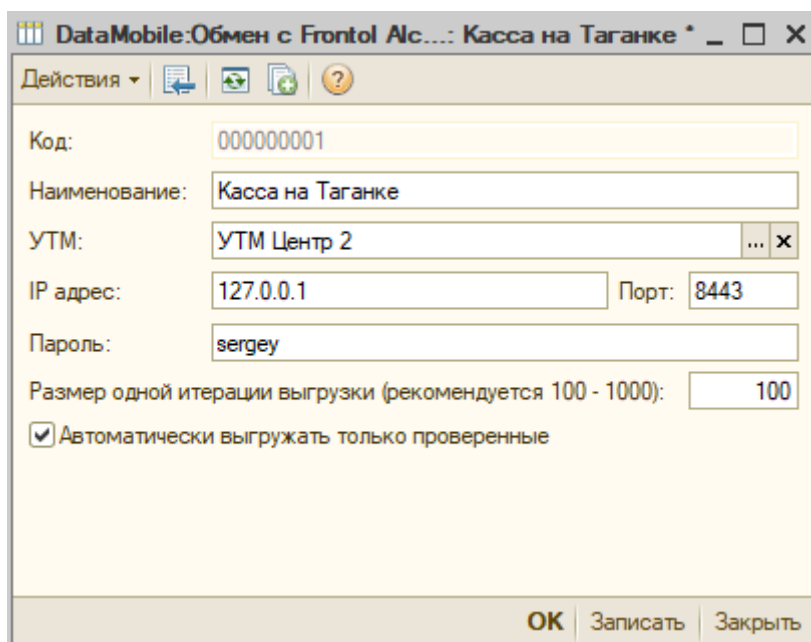 DataMobile:Обмен с Frontol Alc...: Касса на Таганке *
Действия
Код: 000000001
Наименование: Касса на Таганке
УТМ: УТМ Центр 2 ... x
IP адрес: 127.0.0.1 Порт: 8443
Пароль: sergey
Размер одной итерации выгрузки (рекомендуется 100 - 1000): 100
Автоматически выгружать только проверенные
OK Записать Закрыть